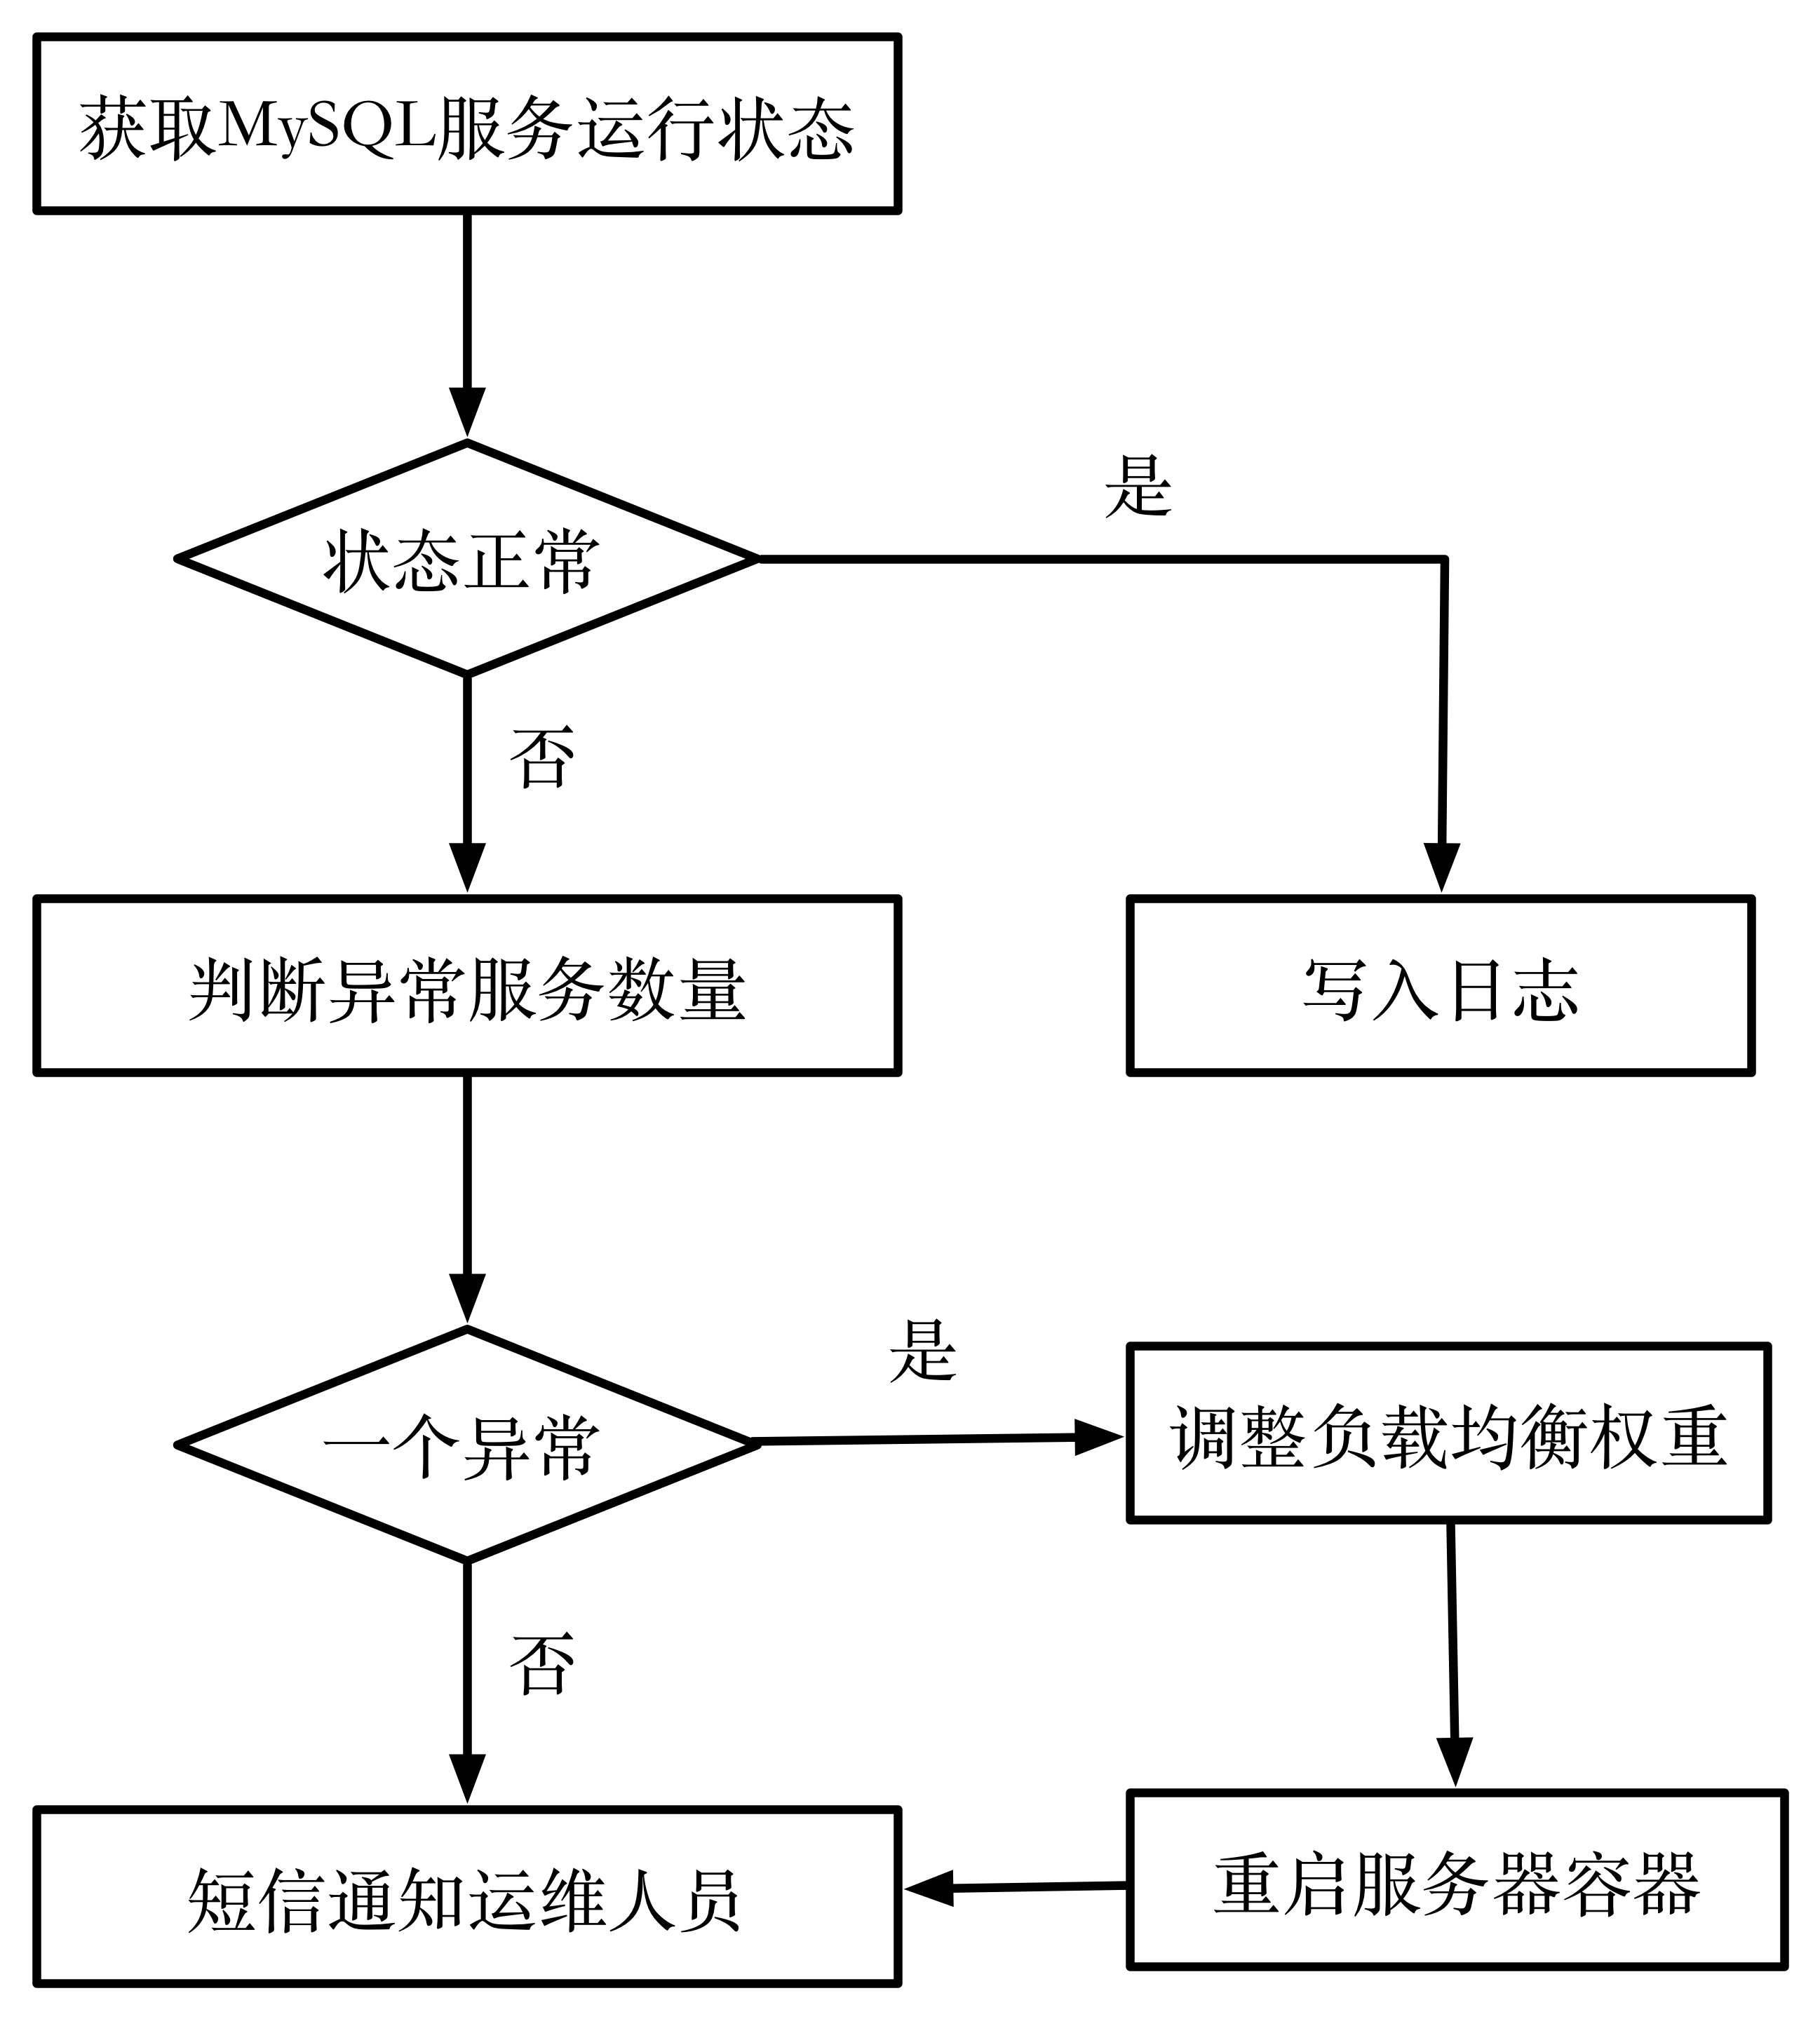 获取MySQL服务运行状态
是
状态正常
否
判断异常服务数量
写入日志
是
一个异常
调整负载均衡权重
否
重启服务器容器
短信通知运维人员